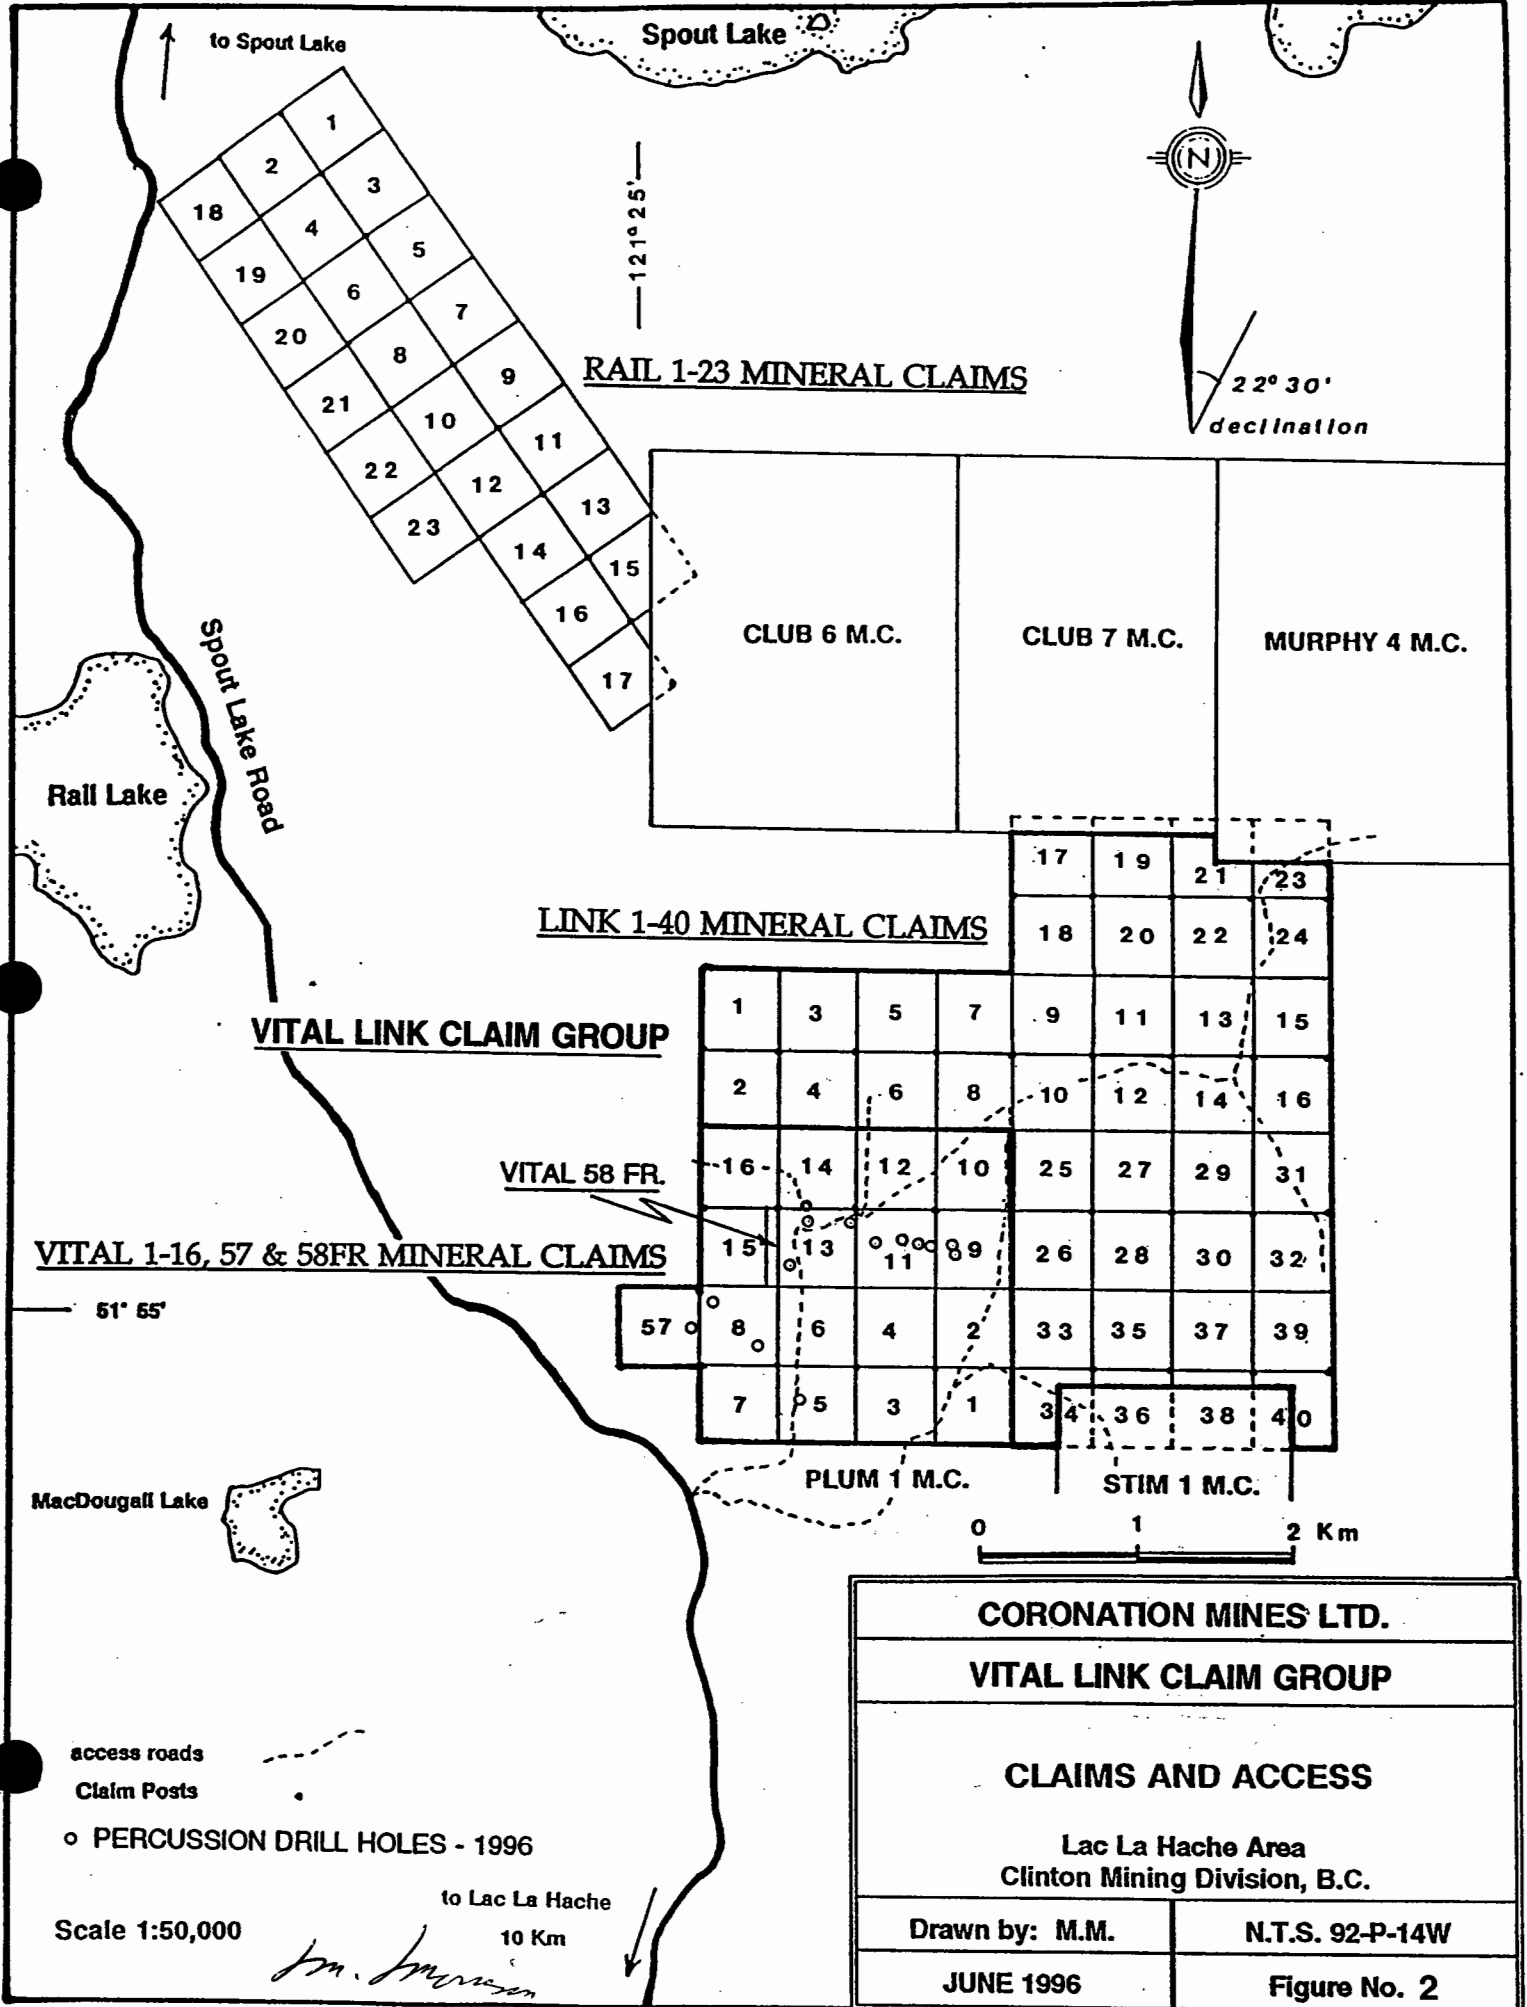 to Spout Lake
Spout Lake
N
121° 25'
22° 30'
declination
1
2
3
18
4
5
19
6
7
20
8
9
21
10
11
22
12
13
23
14
15
16
17
RAIL 1-23 MINERAL CLAIMS
CLUB 6 M.C.
CLUB 7 M.C.
MURPHY 4 M.C.
Spout Lake Road
Rail Lake
LINK 1-40 MINERAL CLAIMS
17 19 21 23
18 20 22 24
1 3 5 7 9 11 13 15
2 4 6 8 10 12 14 16
VITAL LINK CLAIM GROUP
16 14 12 10 25 27 29 31
VITAL 58 FR.
15 13 11 9 26 28 30 32
VITAL 1-16, 57 & 58FR MINERAL CLAIMS
51° 55'
57 8 6 4 2 33 35 37 39
7 5 3 1 34 36 38 40
PLUM 1 M.C.
STIM 1 M.C.
MacDougall Lake
0 1 2 Km
CORONATION MINES LTD.
VITAL LINK CLAIM GROUP
CLAIMS AND ACCESS
Lac La Hache Area
Clinton Mining Division, B.C.
Drawn by: M.M.
N.T.S. 92-P-14W
JUNE 1996
Figure No. 2
access roads
Claim Posts
PERCUSSION DRILL HOLES - 1996
to Lac La Hache
10 Km
Scale 1:50,000